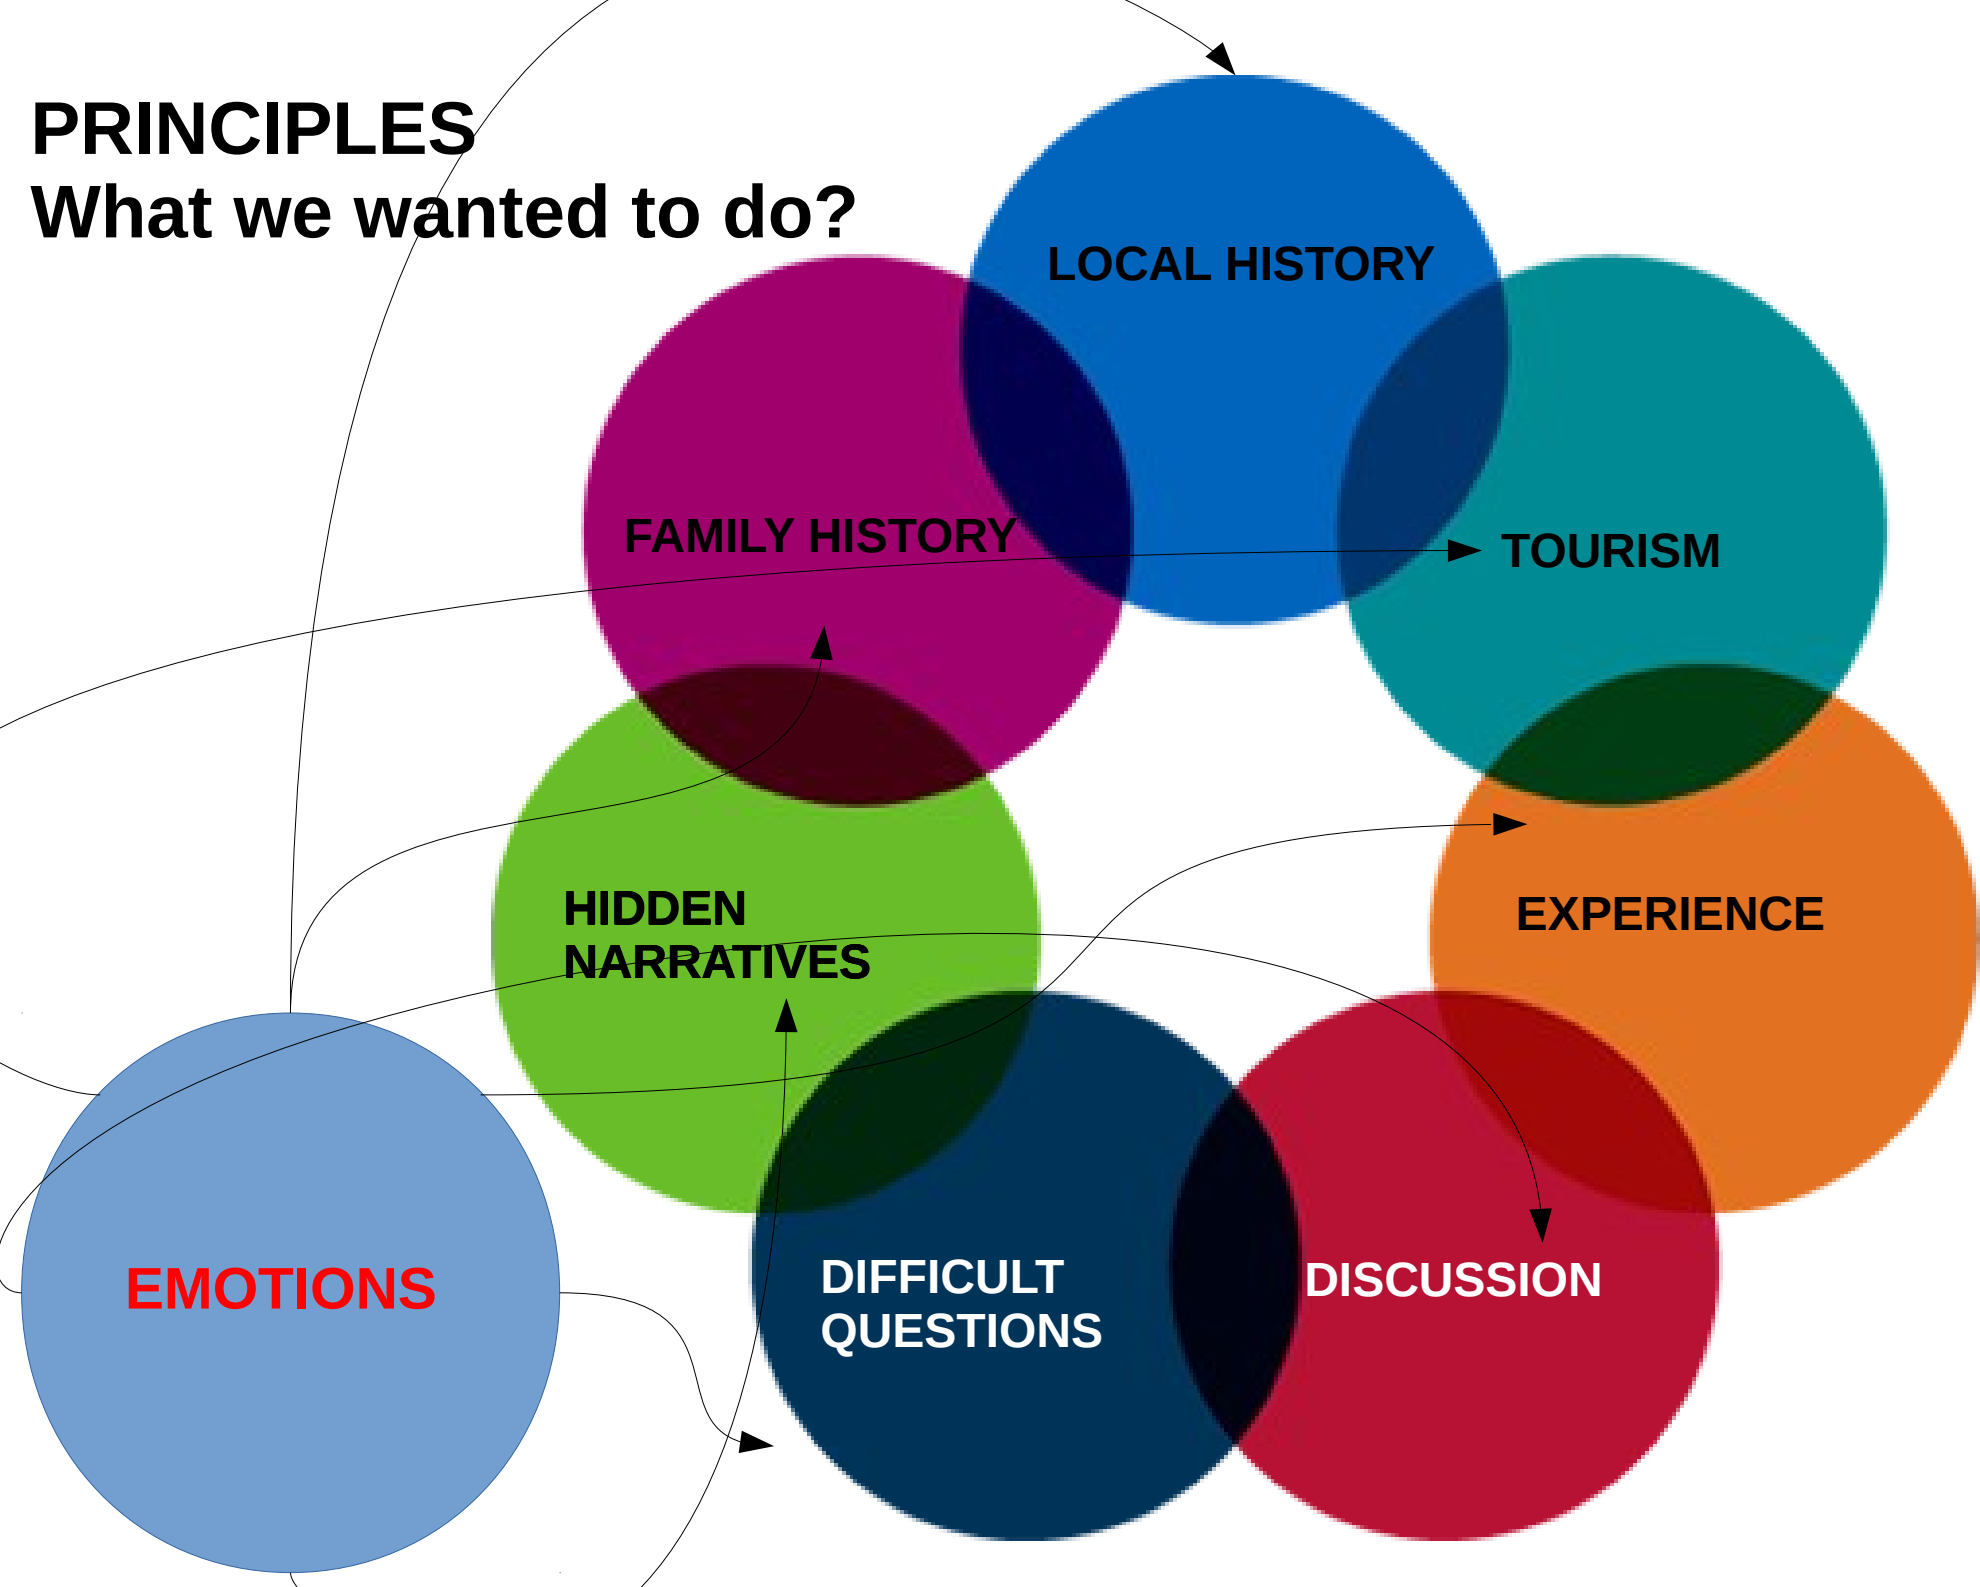 PRINCIPLES
What we wanted to do?
LOCAL HISTORY
FAMILY HISTORY
TOURISM
HIDDEN
NARRATIVES
EXPERIENCE
EMOTIONS
DIFFICULT
QUESTIONS
DISCUSSION